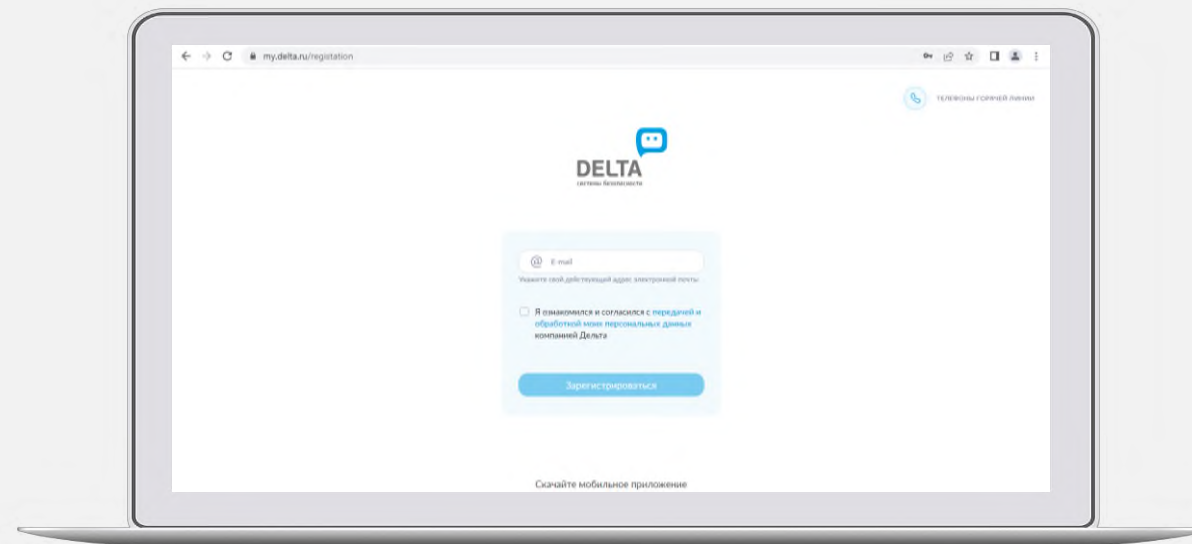 my.delta.ru/registation
ТЕЛЕФОНЫ ГОРЯЧЕЙ ЛИНИИ
DELTA
системы безопасности
@ E-mail
Укажите свой действующий адрес электронной почты
Я ознакомился и согласился с передачей и
обработкой моих персональных данных
компанией Дельта
Зарегистрироваться
Скачайте мобильное приложение